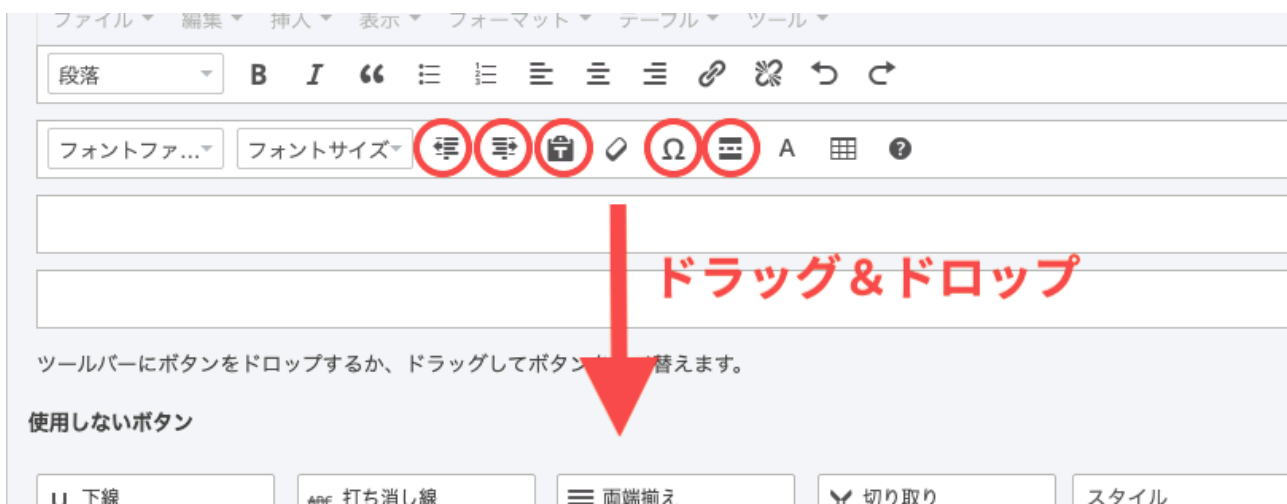 ファイル 編集 挿入 表示 フォーマット テーブル ツール
段落 B I
フォントファ... フォントサイズ T Ω A ?
ドラッグ＆ドロップ
ツールバーにボタンをドロップするか、ドラッグしてボタン 替えます。
使用しないボタン
U 下線 ABC 打ち消し線 両端揃え 切り取り スタイル